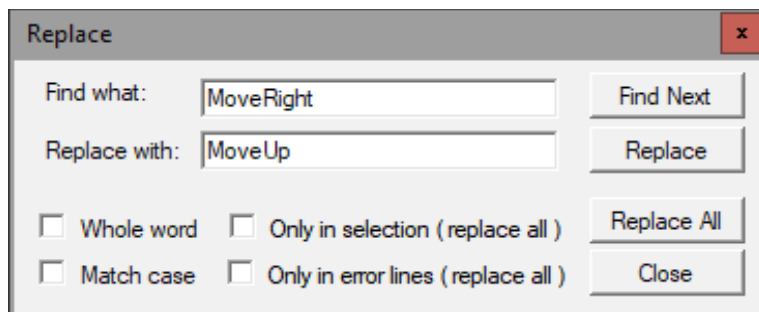 Replace x
Find what: MoveRight Find Next
Replace with: MoveUp Replace
Whole word Only in selection ( replace all ) Replace All
Match case Only in error lines ( replace all ) Close